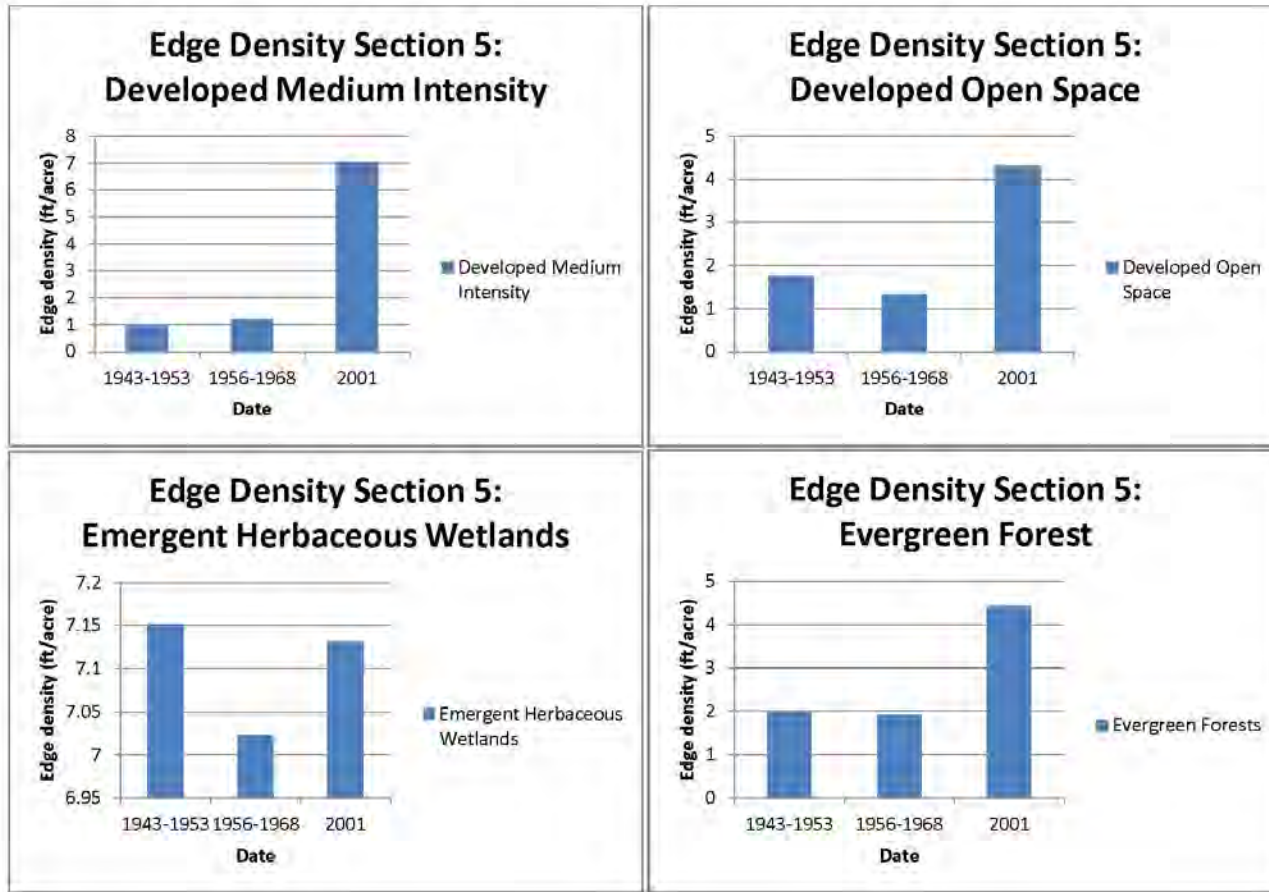 Edge Density Section 5:
Developed Medium Intensity
Edge density (ft/acre)
8
7
6
5
4
3
2
1
0
1943-1953
1956-1968
2001
Date
Developed Medium
Intensity
Edge Density Section 5:
Developed Open Space
Edge density (ft/acre)
5
4
3
2
1
0
1943-1953
1956-1968
2001
Date
Developed Open
Space
Edge Density Section 5:
Emergent Herbaceous Wetlands
Edge density (ft/acre)
7.2
7.15
7.1
7.05
7
6.95
1943-1953
1956-1968
2001
Date
Emergent Herbaceous
Wetlands
Edge Density Section 5:
Evergreen Forest
Edge density (ft/acre)
5
4
3
2
1
0
1943-1953
1956-1968
2001
Date
Evergreen Forests